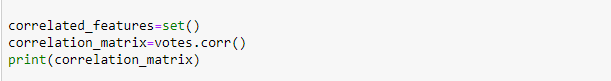 correlated_features=set()
correlation_matrix=votes.corr()
print(correlation_matrix)